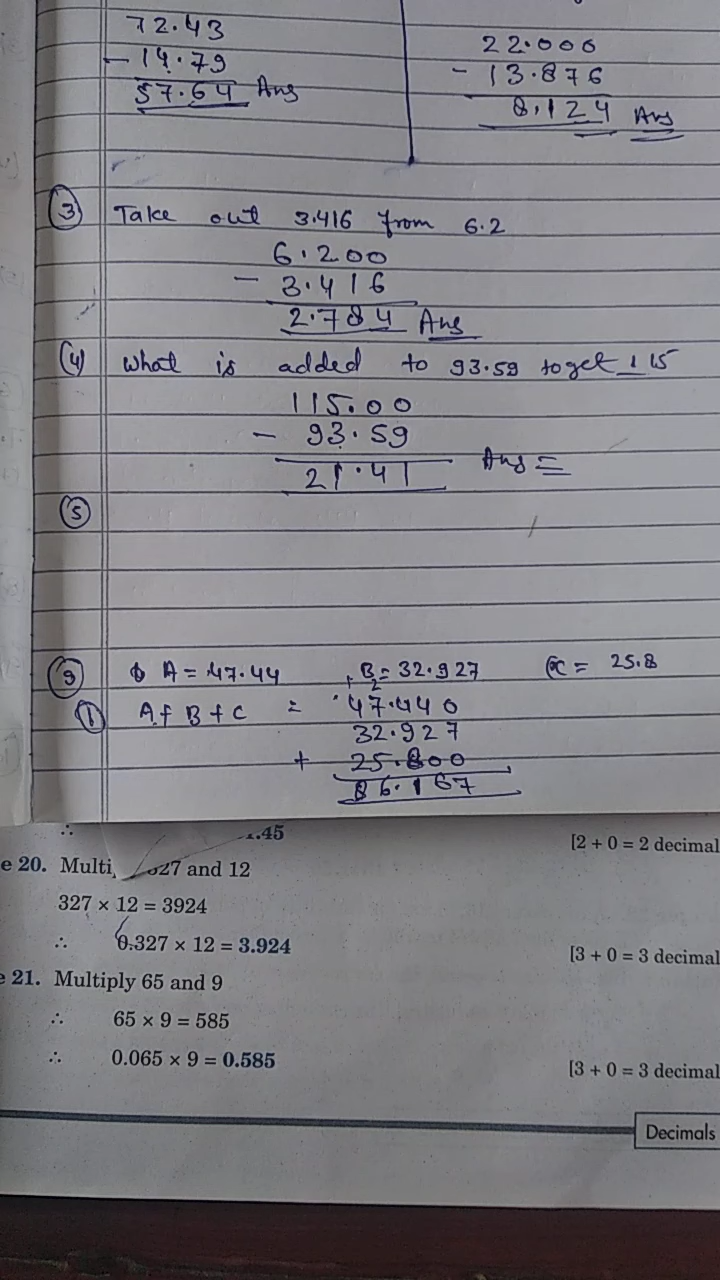 72.43
- 14.79
57.64 Ans
22.000
- 13.876
8.124 Ans
③ Take out 3.416 from 6.2
6.200
- 3.416
2.784 Ans
(4) What is added to 93.59 to get 115
115.00
- 93.59
21.41 Ans =
⑤
⑨ A = 47.44 B = 32.927 C = 25.8
① A + B + C = 47.440
32.927
+ 25.800
86.167
∴ .45 [2 + 0 = 2 decimal
e 20. Multi 327 and 12
327 × 12 = 3924
∴ 0.327 × 12 = 3.924 [3 + 0 = 3 decimal
e 21. Multiply 65 and 9
∴ 65 × 9 = 585
∴ 0.065 × 9 = 0.585 [3 + 0 = 3 decimal
Decimals